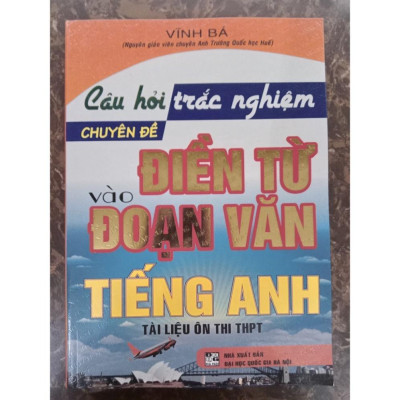 VĨNH BÁ
(Nguyên giáo viên chuyên Anh Trường Quốc học Huế)
Câu hỏi trắc nghiệm
CHUYÊN ĐỀ
ĐIỀN TỪ
vào
ĐOẠN VĂN
TIẾNG ANH
TÀI LIỆU ÔN THI THPT
NHÀ XUẤT BẢN
ĐẠI HỌC QUỐC GIA HÀ NỘI